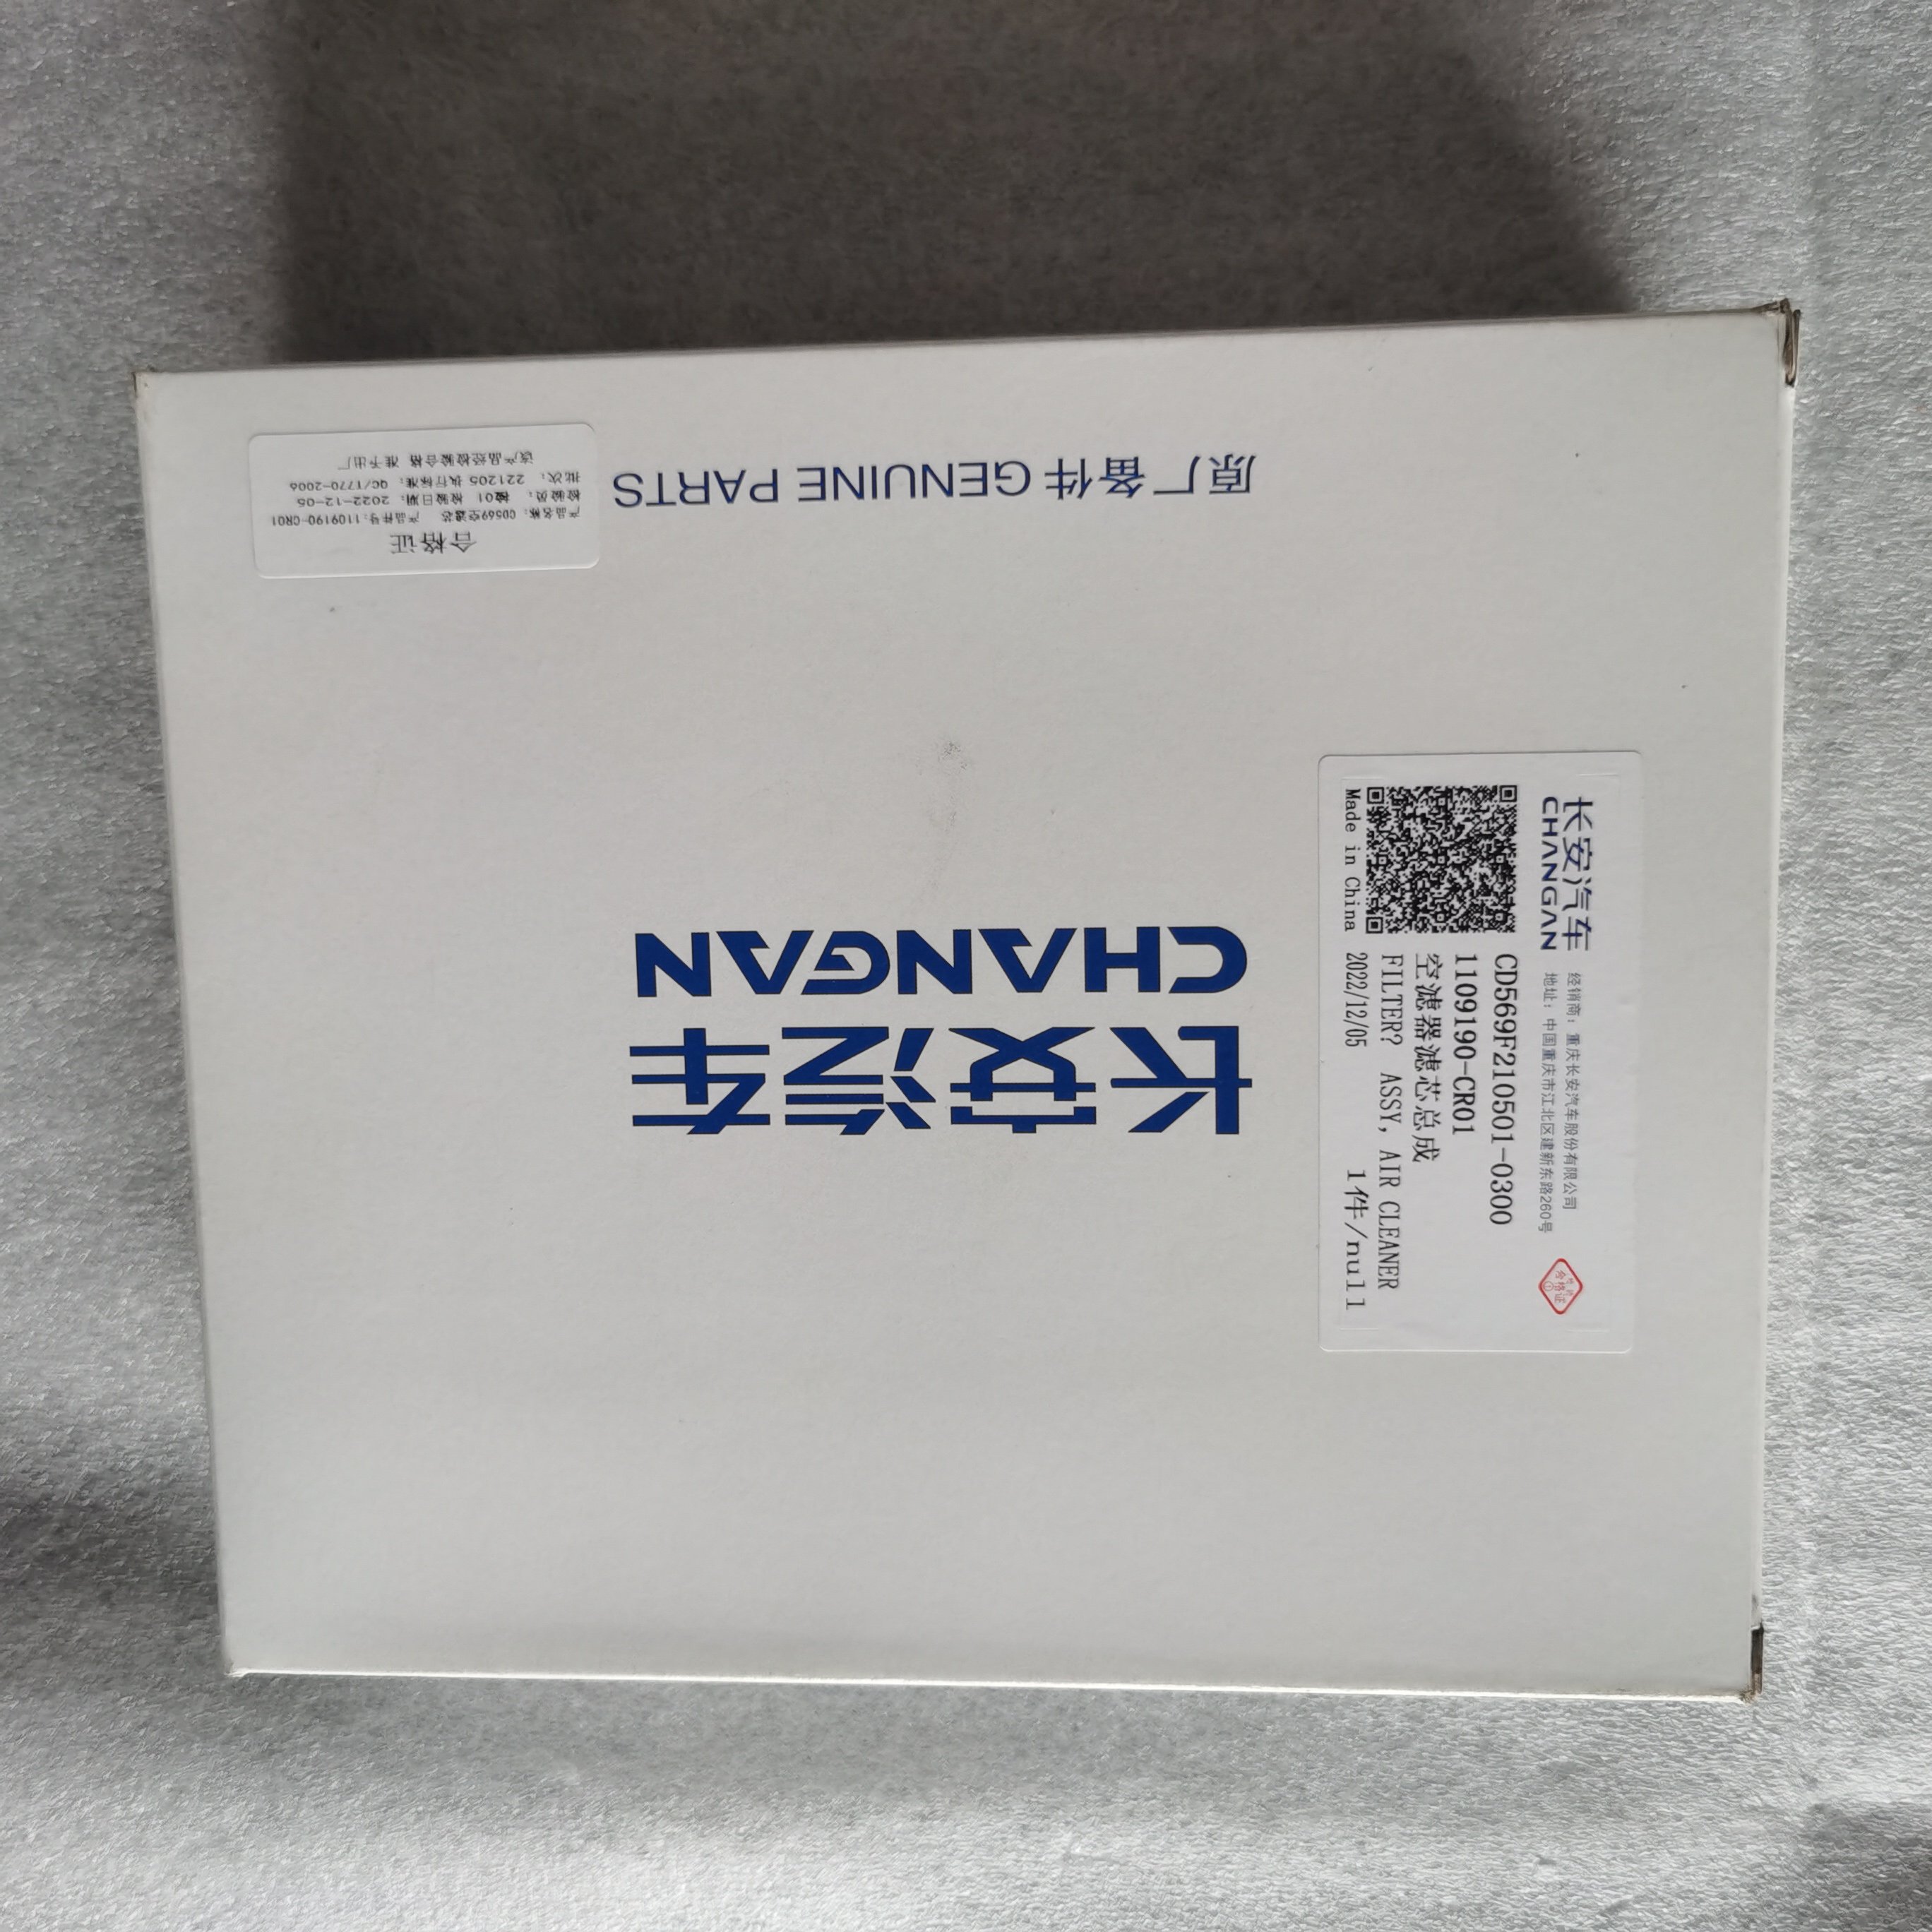 长安汽车
CHANGAN
原厂备件 GENUINE PARTS
长安汽车
CHANGAN
经销商：重庆长安汽车股份有限公司
地址：中国重庆市江北区建新东路260号
合格证
CD569F210501-0300
1109190-CR01
空滤器滤芯总成
FILTER? ASSY, AIR CLEANER
Made in China 2022/12/05 1件/null
合格证
产品名称：CD569空滤芯 产品件号：1109190-CR01
检验员：检01 检验日期：2022-12-05
批次：221205 执行标准：QC/T770-2006
该产品经检验合格 准予出厂